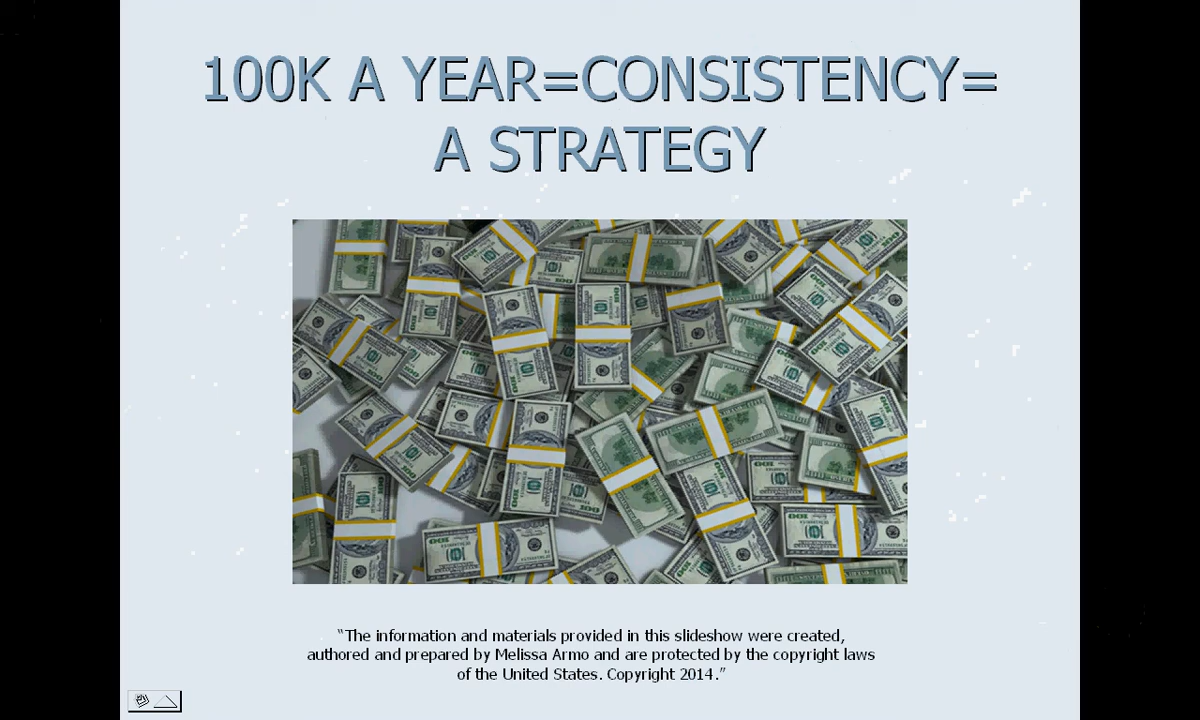 100K A YEAR=CONSISTENCY=
A STRATEGY
“The information and materials provided in this slideshow were created,
authored and prepared by Melissa Armo and are protected by the copyright laws
of the United States. Copyright 2014.”